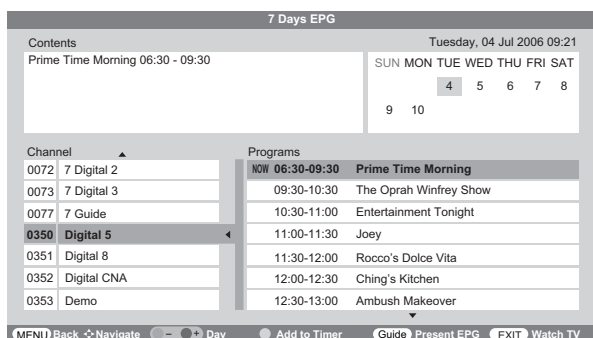 7 Days EPG
Contents
Tuesday, 04 Jul 2006 09:21
Prime Time Morning 06:30 - 09:30
SUN MON TUE WED THU FRI SAT
4 5 6 7 8
9 10
Channel
Programs
0072 7 Digital 2
NOW 06:30-09:30 Prime Time Morning
0073 7 Digital 3
09:30-10:30 The Oprah Winfrey Show
0077 7 Guide
10:30-11:00 Entertainment Tonight
0350 Digital 5
11:00-11:30 Joey
0351 Digital 8
11:30-12:00 Rocco's Dolce Vita
0352 Digital CNA
12:00-12:30 Ching's Kitchen
0353 Demo
12:30-13:00 Ambush Makeover
MENU Back Navigate - + Day Add to Timer Guide Present EPG EXIT Watch TV